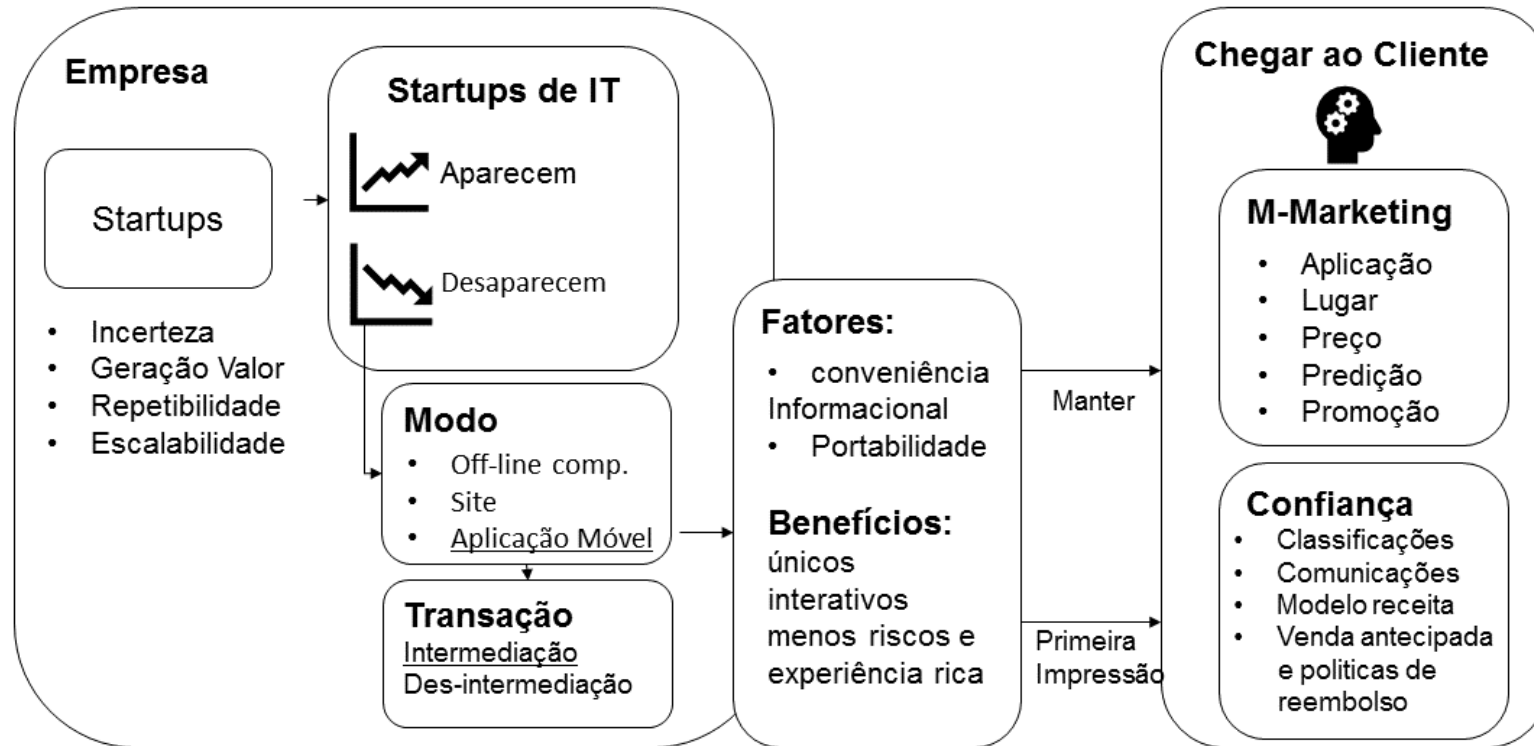 Empresa
Startups
• Incerteza
• Geração Valor
• Repetibilidade
• Escalabilidade
Startups de IT
Aparecem
Desaparecem
Modo
• Off-line comp.
• Site
• Aplicação Móvel
Transação
Intermediação
Des-intermediação
Fatores:
• conveniência
Informacional
• Portabilidade
Benefícios:
únicos
interativos
menos riscos e
experiência rica
Manter
Primeira
Impressão
Chegar ao Cliente
M-Marketing
• Aplicação
• Lugar
• Preço
• Predição
• Promoção
Confiança
• Classificações
• Comunicações
• Modelo receita
• Venda antecipada
e politicas de
reembolso